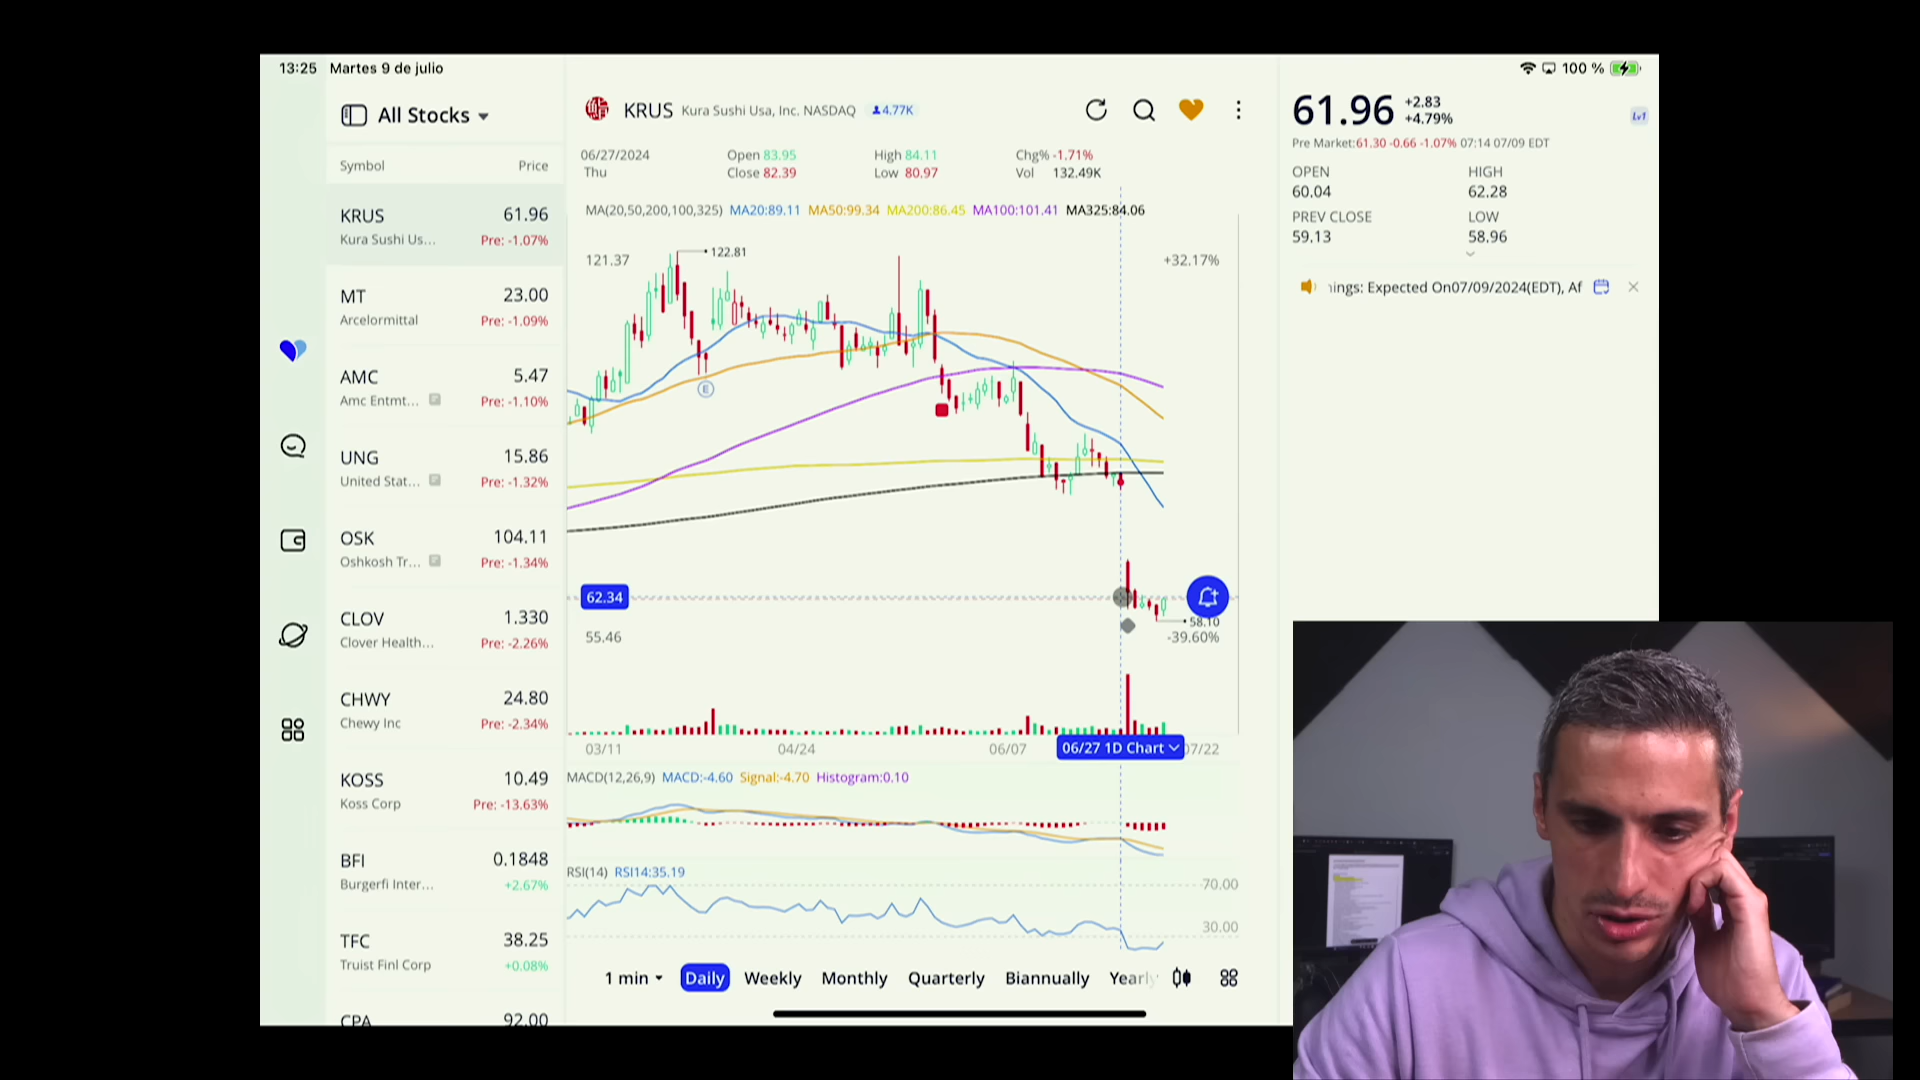 13:25 Martes 9 de julio
100 %
All Stocks
Symbol Price
KRUS 61.96
Kura Sushi Us... Pre: -1.07%
MT 23.00
Arcelormittal Pre: -1.09%
AMC 5.47
Amc Entmt... Pre: -1.10%
UNG 15.86
United Stat... Pre: -1.32%
OSK 104.11
Oshkosh Tr... Pre: -1.34%
CLOV 1.330
Clover Health... Pre: -2.26%
CHWY 24.80
Chewy Inc Pre: -2.34%
KOSS 10.49
Koss Corp Pre: -13.63%
BFI 0.1848
Burgerfi Inter... +2.67%
TFC 38.25
Truist Finl Corp +0.08%
CPA 92.00
KRUS Kura Sushi Usa, Inc. NASDAQ 4.77K
06/27/2024 Open 83.95 High 84.11 Chg% -1.71%
Thu Close 82.39 Low 80.97 Vol 132.49K
MA(20,50,200,100,325) MA20:89.11 MA50:99.34 MA200:86.45 MA100:101.41 MA325:84.06
122.81
121.37 +32.17%
E
62.34
58.10
55.46 -39.60%
03/11 04/24 06/07 06/27 1D Chart 07/22
MACD(12,26,9) MACD:-4.60 Signal:-4.70 Histogram:0.10
RSI(14) RSI14:35.19
70.00
30.00
1 min Daily Weekly Monthly Quarterly Biannually Yearly
61.96 +2.83
+4.79%
Lv1
Pre Market:61.30 -0.66 -1.07% 07:14 07/09 EDT
OPEN HIGH
60.04 62.28
PREV CLOSE LOW
59.13 58.96
nings: Expected On07/09/2024(EDT), Af